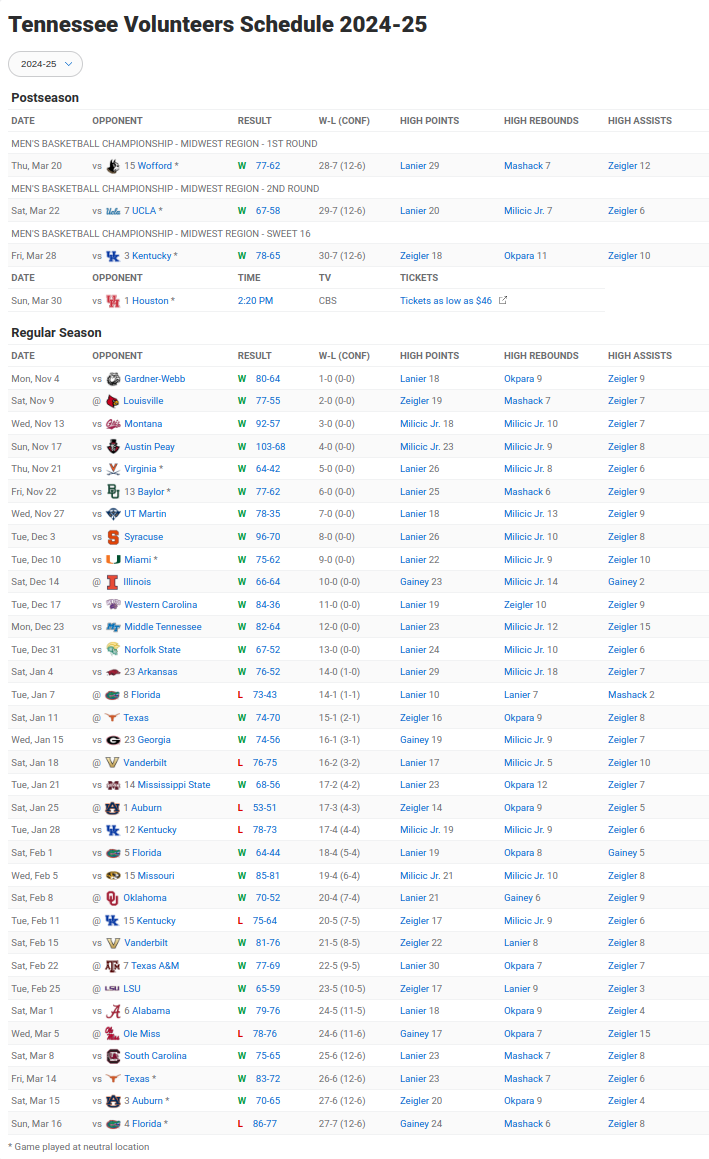 Tennessee Volunteers Schedule 2024-25
2024-25
Postseason
DATE OPPONENT RESULT W-L (CONF) HIGH POINTS HIGH REBOUNDS HIGH ASSISTS
MEN'S BASKETBALL CHAMPIONSHIP - MIDWEST REGION - 1ST ROUND
Thu, Mar 20 vs 15 Wofford * W 77-62 28-7 (12-6) Lanier 29 Mashack 7 Zeigler 12
MEN'S BASKETBALL CHAMPIONSHIP - MIDWEST REGION - 2ND ROUND
Sat, Mar 22 vs 7 UCLA * W 67-58 29-7 (12-6) Lanier 20 Milicic Jr. 7 Zeigler 6
MEN'S BASKETBALL CHAMPIONSHIP - MIDWEST REGION - SWEET 16
Fri, Mar 28 vs 3 Kentucky * W 78-65 30-7 (12-6) Zeigler 18 Okpara 11 Zeigler 10
DATE OPPONENT TIME TV TICKETS
Sun, Mar 30 vs 1 Houston * 2:20 PM CBS Tickets as low as $46
Regular Season
DATE OPPONENT RESULT W-L (CONF) HIGH POINTS HIGH REBOUNDS HIGH ASSISTS
Mon, Nov 4 vs Gardner-Webb W 80-64 1-0 (0-0) Lanier 18 Okpara 9 Zeigler 9
Sat, Nov 9 @ Louisville W 77-55 2-0 (0-0) Zeigler 19 Mashack 7 Zeigler 7
Wed, Nov 13 vs Montana W 92-57 3-0 (0-0) Milicic Jr. 18 Milicic Jr. 10 Zeigler 7
Sun, Nov 17 vs Austin Peay W 103-68 4-0 (0-0) Milicic Jr. 23 Milicic Jr. 9 Zeigler 8
Thu, Nov 21 vs Virginia * W 64-42 5-0 (0-0) Lanier 26 Milicic Jr. 8 Zeigler 6
Fri, Nov 22 vs 13 Baylor * W 77-62 6-0 (0-0) Lanier 25 Mashack 6 Zeigler 9
Wed, Nov 27 vs UT Martin W 78-35 7-0 (0-0) Lanier 18 Milicic Jr. 13 Zeigler 9
Tue, Dec 3 vs Syracuse W 96-70 8-0 (0-0) Lanier 26 Milicic Jr. 10 Zeigler 8
Tue, Dec 10 vs Miami * W 75-62 9-0 (0-0) Lanier 22 Milicic Jr. 9 Zeigler 10
Sat, Dec 14 @ Illinois W 66-64 10-0 (0-0) Gainey 23 Milicic Jr. 14 Gainey 2
Tue, Dec 17 vs Western Carolina W 84-36 11-0 (0-0) Lanier 19 Zeigler 10 Zeigler 9
Mon, Dec 23 vs Middle Tennessee W 82-64 12-0 (0-0) Lanier 23 Milicic Jr. 12 Zeigler 15
Tue, Dec 31 vs Norfolk State W 67-52 13-0 (0-0) Lanier 24 Milicic Jr. 10 Zeigler 6
Sat, Jan 4 vs 23 Arkansas W 76-52 14-0 (1-0) Lanier 29 Milicic Jr. 18 Zeigler 7
Tue, Jan 7 @ 8 Florida L 73-43 14-1 (1-1) Lanier 10 Lanier 7 Mashack 2
Sat, Jan 11 @ Texas W 74-70 15-1 (2-1) Zeigler 16 Okpara 9 Zeigler 8
Wed, Jan 15 vs 23 Georgia W 74-56 16-1 (3-1) Gainey 19 Milicic Jr. 9 Zeigler 7
Sat, Jan 18 @ Vanderbilt L 76-75 16-2 (3-2) Lanier 17 Milicic Jr. 5 Zeigler 10
Tue, Jan 21 vs 14 Mississippi State W 68-56 17-2 (4-2) Lanier 23 Okpara 12 Zeigler 7
Sat, Jan 25 @ 1 Auburn L 53-51 17-3 (4-3) Zeigler 14 Okpara 9 Zeigler 5
Tue, Jan 28 vs 12 Kentucky L 78-73 17-4 (4-4) Milicic Jr. 19 Milicic Jr. 9 Zeigler 6
Sat, Feb 1 vs 5 Florida W 64-44 18-4 (5-4) Lanier 19 Okpara 8 Gainey 5
Wed, Feb 5 vs 15 Missouri W 85-81 19-4 (6-4) Milicic Jr. 21 Milicic Jr. 10 Zeigler 8
Sat, Feb 8 @ Oklahoma W 70-52 20-4 (7-4) Lanier 21 Gainey 6 Zeigler 9
Tue, Feb 11 @ 15 Kentucky L 75-64 20-5 (7-5) Zeigler 17 Milicic Jr. 9 Zeigler 6
Sat, Feb 15 vs Vanderbilt W 81-76 21-5 (8-5) Zeigler 22 Lanier 8 Zeigler 8
Sat, Feb 22 @ 7 Texas A&M W 77-69 22-5 (9-5) Lanier 30 Okpara 7 Zeigler 7
Tue, Feb 25 @ LSU W 65-59 23-5 (10-5) Zeigler 17 Lanier 9 Zeigler 3
Sat, Mar 1 vs 6 Alabama W 79-76 24-5 (11-5) Lanier 18 Okpara 9 Zeigler 4
Wed, Mar 5 @ Ole Miss L 78-76 24-6 (11-6) Gainey 17 Okpara 7 Zeigler 15
Sat, Mar 8 vs South Carolina W 75-65 25-6 (12-6) Lanier 23 Mashack 7 Zeigler 8
Fri, Mar 14 vs Texas * W 83-72 26-6 (12-6) Lanier 23 Mashack 7 Zeigler 6
Sat, Mar 15 vs 3 Auburn * W 70-65 27-6 (12-6) Zeigler 20 Okpara 9 Zeigler 4
Sun, Mar 16 vs 4 Florida * L 86-77 27-7 (12-6) Gainey 24 Mashack 6 Zeigler 8
* Game played at neutral location